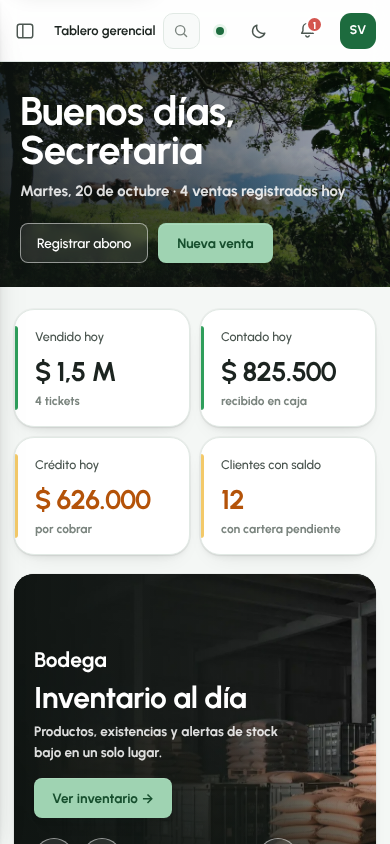 Tablero gerencial
1
SV
Buenos días,
Secretaria
Martes, 20 de octubre · 4 ventas registradas hoy
Registrar abono
Nueva venta
Vendido hoy
$ 1,5 M
4 tickets
Contado hoy
$ 825.500
recibido en caja
Crédito hoy
$ 626.000
por cobrar
Clientes con saldo
12
con cartera pendiente
Bodega
Inventario al día
Productos, existencias y alertas de stock
bajo en un solo lugar.
Ver inventario →